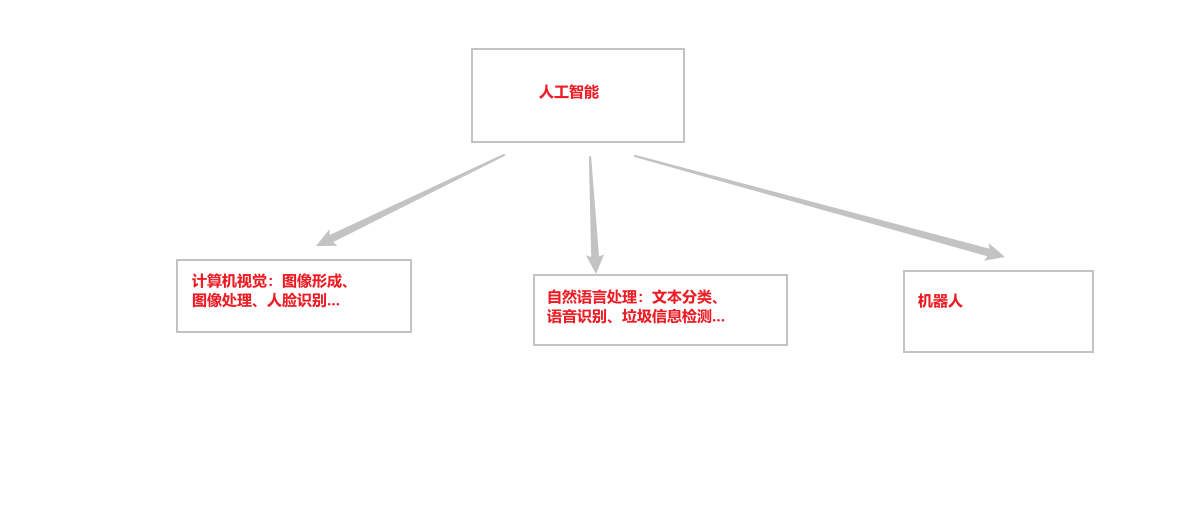 人工智能
计算机视觉：图像形成、
图像处理、人脸识别...
自然语言处理：文本分类、
语音识别、垃圾信息检测...
机器人